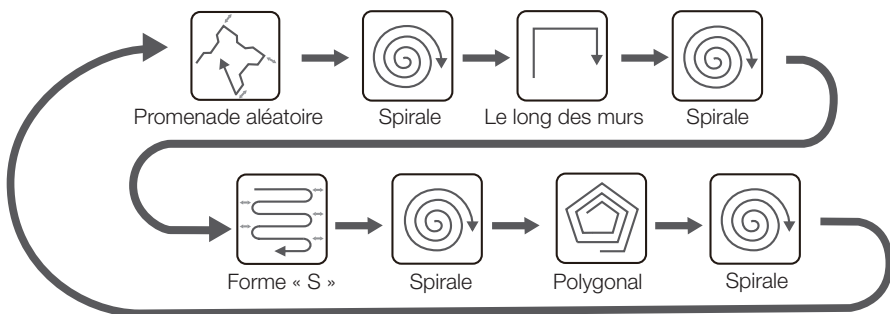 Promenade aléatoire Spirale Le long des murs Spirale
Forme « S » Spirale Polygonal Spirale